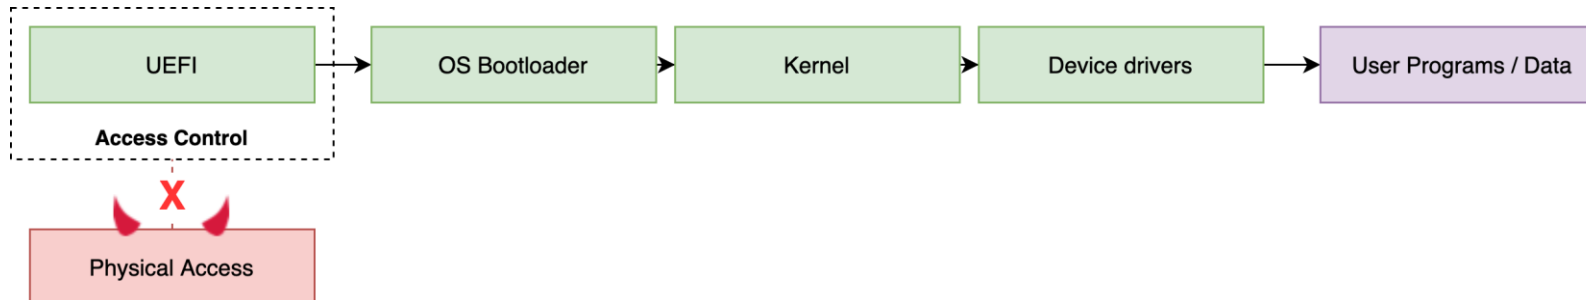 UEFI
OS Bootloader
Kernel
Device drivers
User Programs / Data
Access Control
X
Physical Access